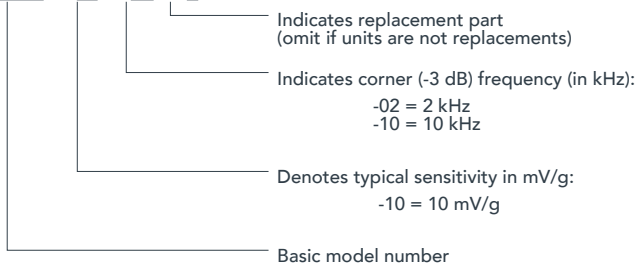 Indicates replacement part
(omit if units are not replacements)
Indicates corner (-3 dB) frequency (in kHz):
-02 = 2 kHz
-10 = 10 kHz
Denotes typical sensitivity in mV/g:
-10 = 10 mV/g
Basic model number